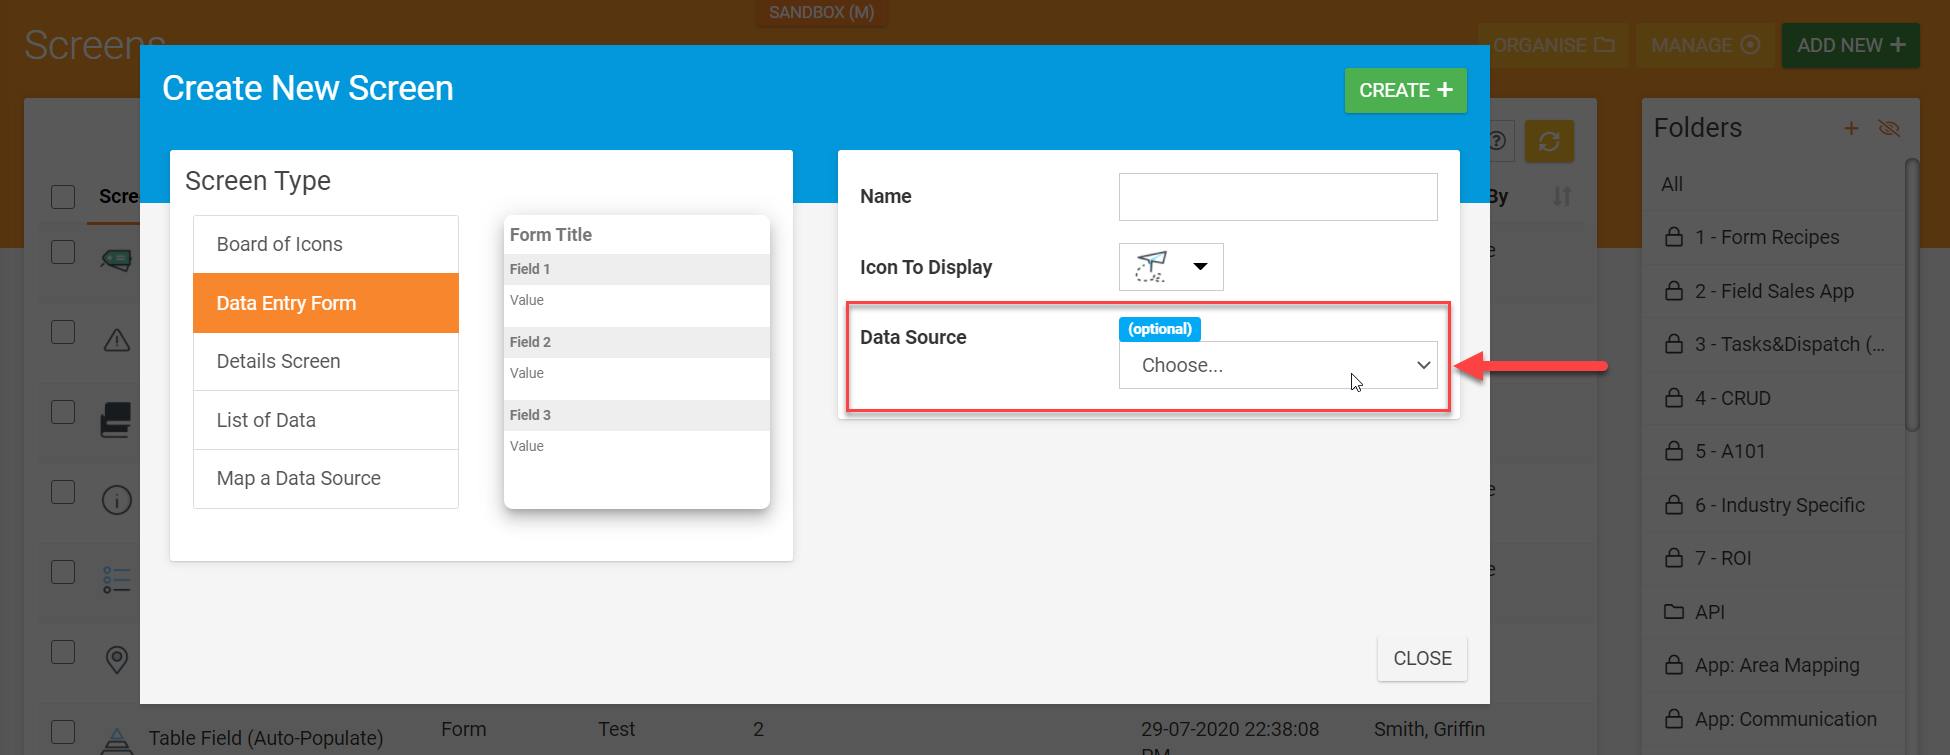 SANDBOX (M)
Screens
ORGANISE
MANAGE
ADD NEW
Create New Screen
CREATE
Screen Type
Board of Icons
Data Entry Form
Details Screen
List of Data
Map a Data Source
Form Title
Field 1
Value
Field 2
Value
Field 3
Value
Name
Icon To Display
Data Source
(optional)
Choose...
CLOSE
Scre
By
e
e
e
Table Field (Auto-Populate)
Form
Test
2
29-07-2020 22:38:08
PM
Smith, Griffin
Folders
All
1 - Form Recipes
2 - Field Sales App
3 - Tasks&Dispatch (...
4 - CRUD
5 - A101
6 - Industry Specific
7 - ROI
API
App: Area Mapping
App: Communication